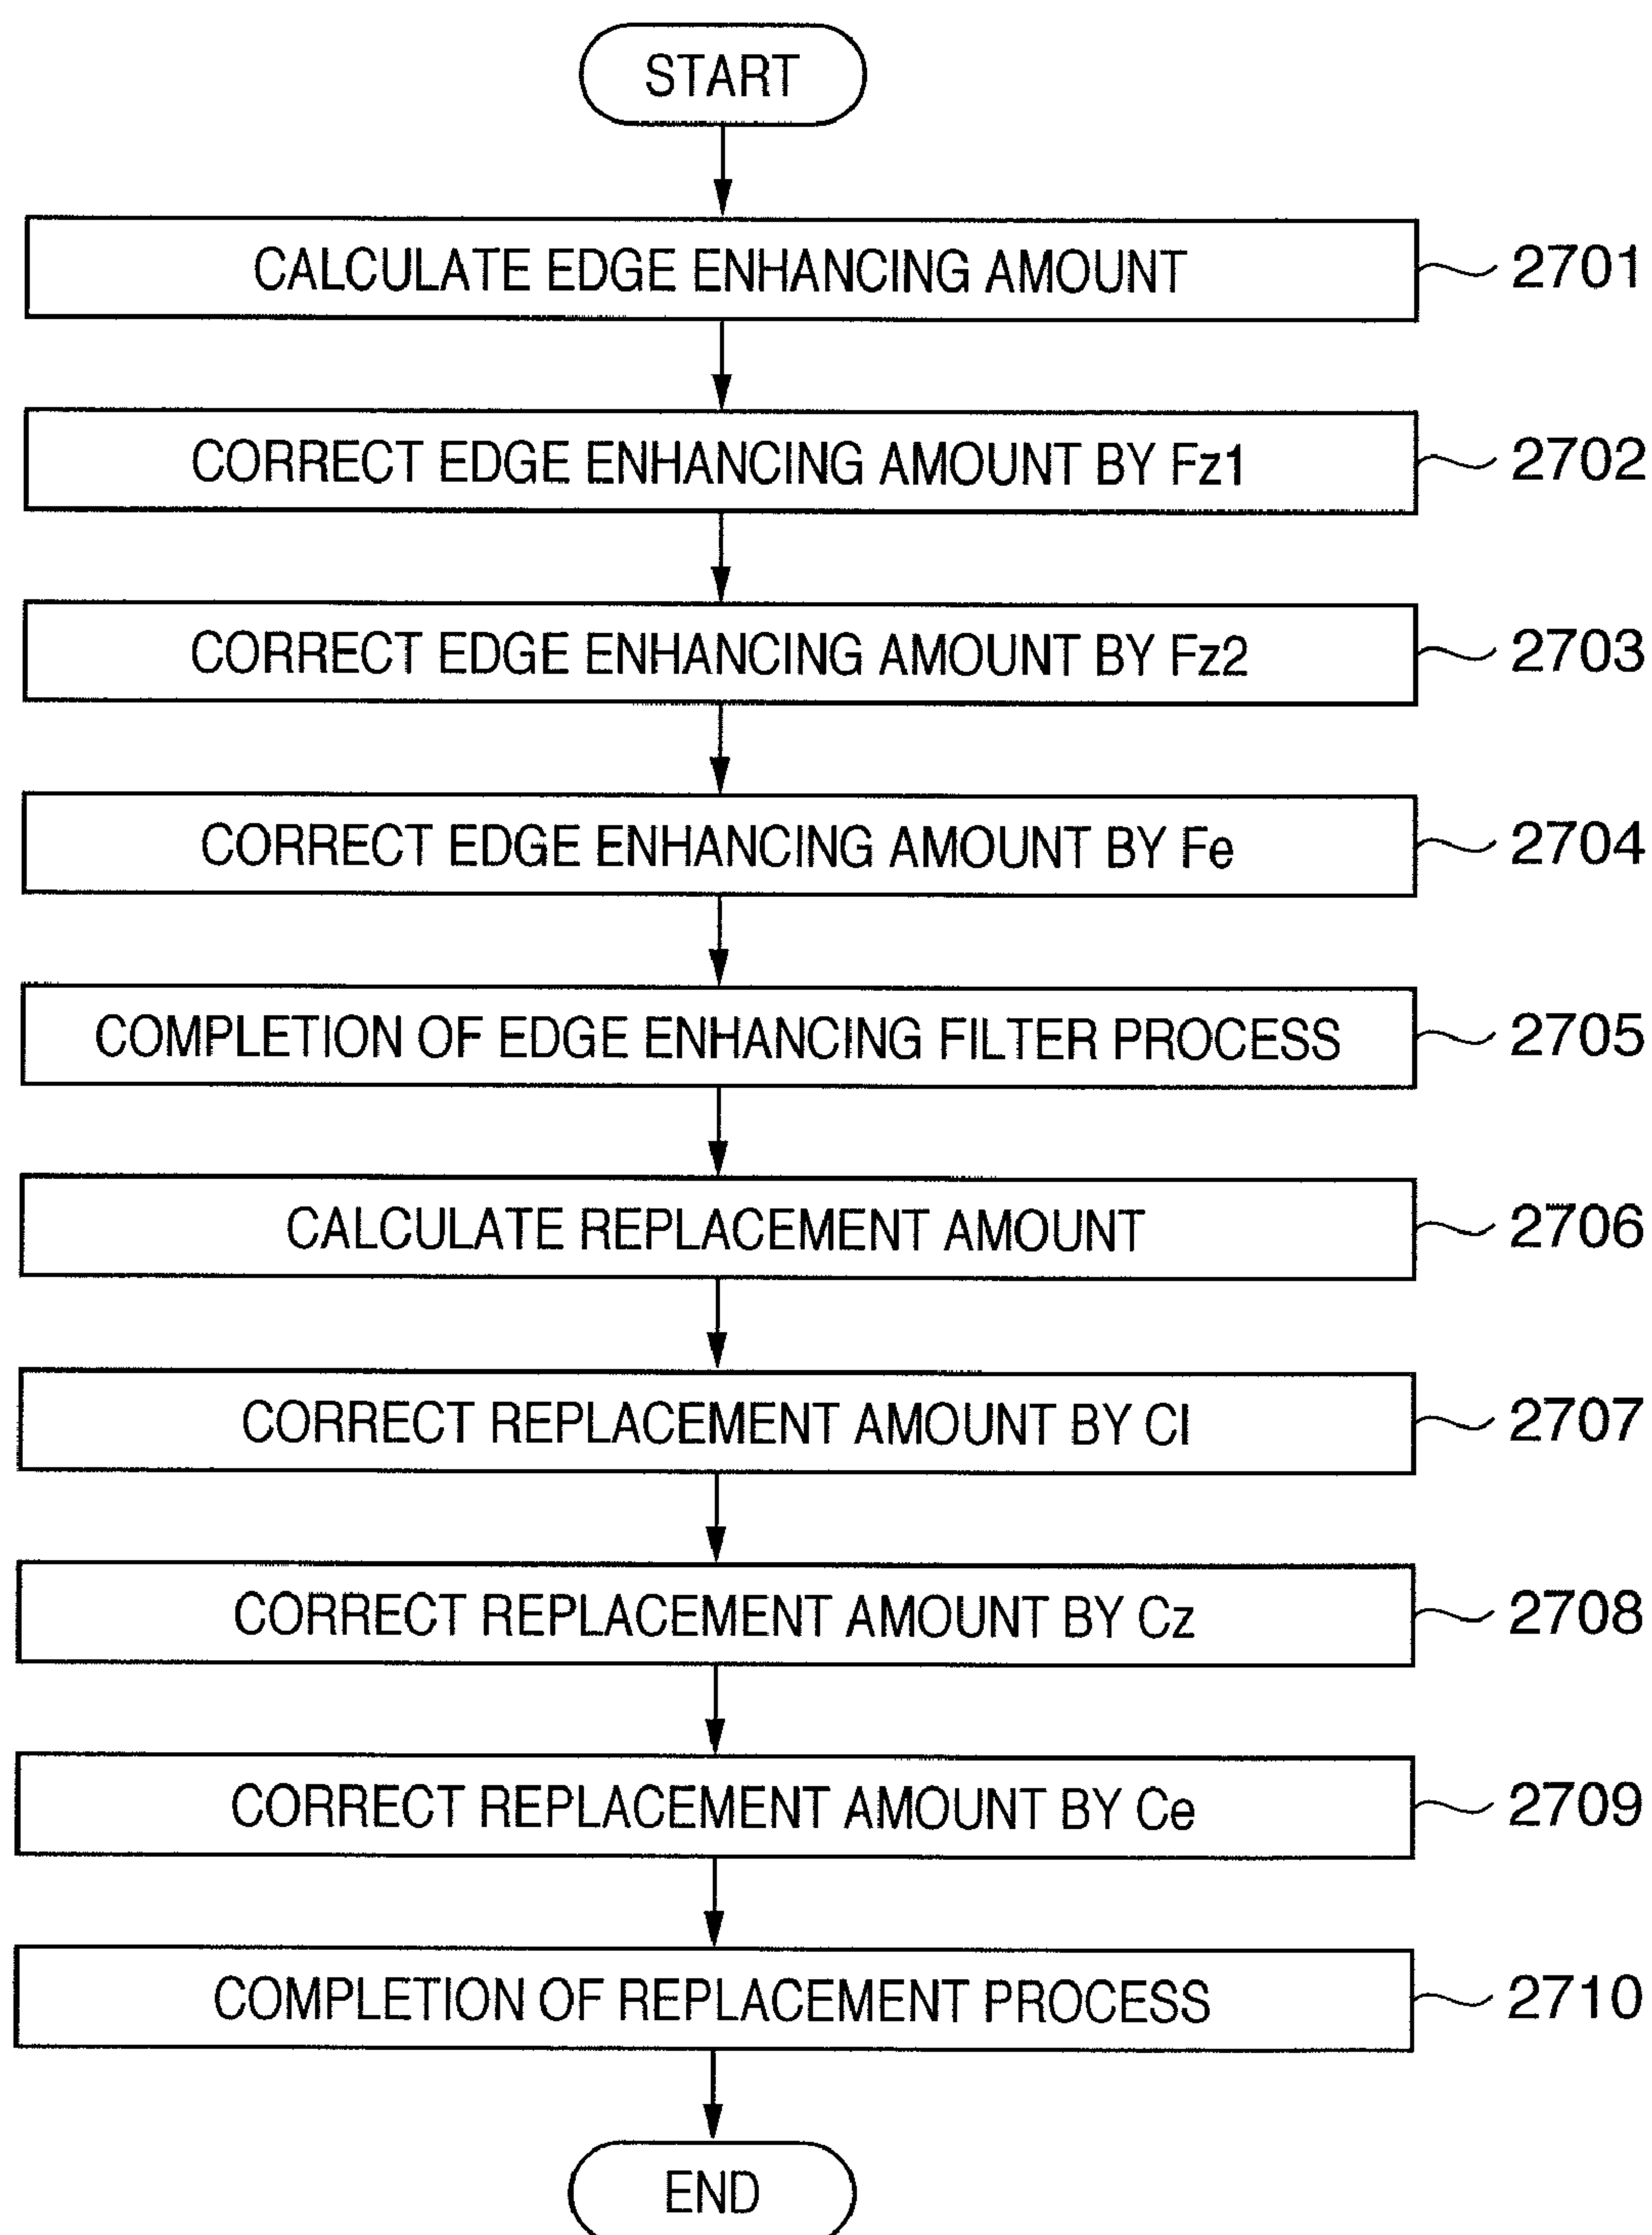 START
CALCULATE EDGE ENHANCING AMOUNT 2701
CORRECT EDGE ENHANCING AMOUNT BY Fz1 2702
CORRECT EDGE ENHANCING AMOUNT BY Fz2 2703
CORRECT EDGE ENHANCING AMOUNT BY Fe 2704
COMPLETION OF EDGE ENHANCING FILTER PROCESS 2705
CALCULATE REPLACEMENT AMOUNT 2706
CORRECT REPLACEMENT AMOUNT BY Cl 2707
CORRECT REPLACEMENT AMOUNT BY Cz 2708
CORRECT REPLACEMENT AMOUNT BY Ce 2709
COMPLETION OF REPLACEMENT PROCESS 2710
END